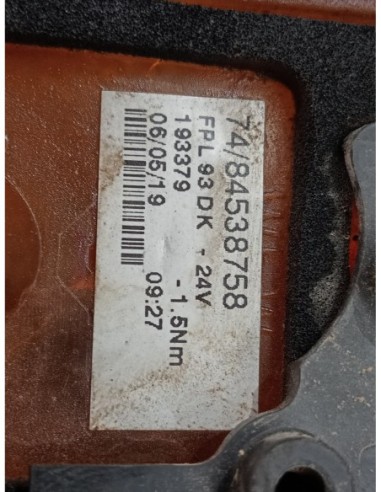 74/84538758
FPL 93 DK - 24V
193379 - 1.5Nm
06/05/19 09:27